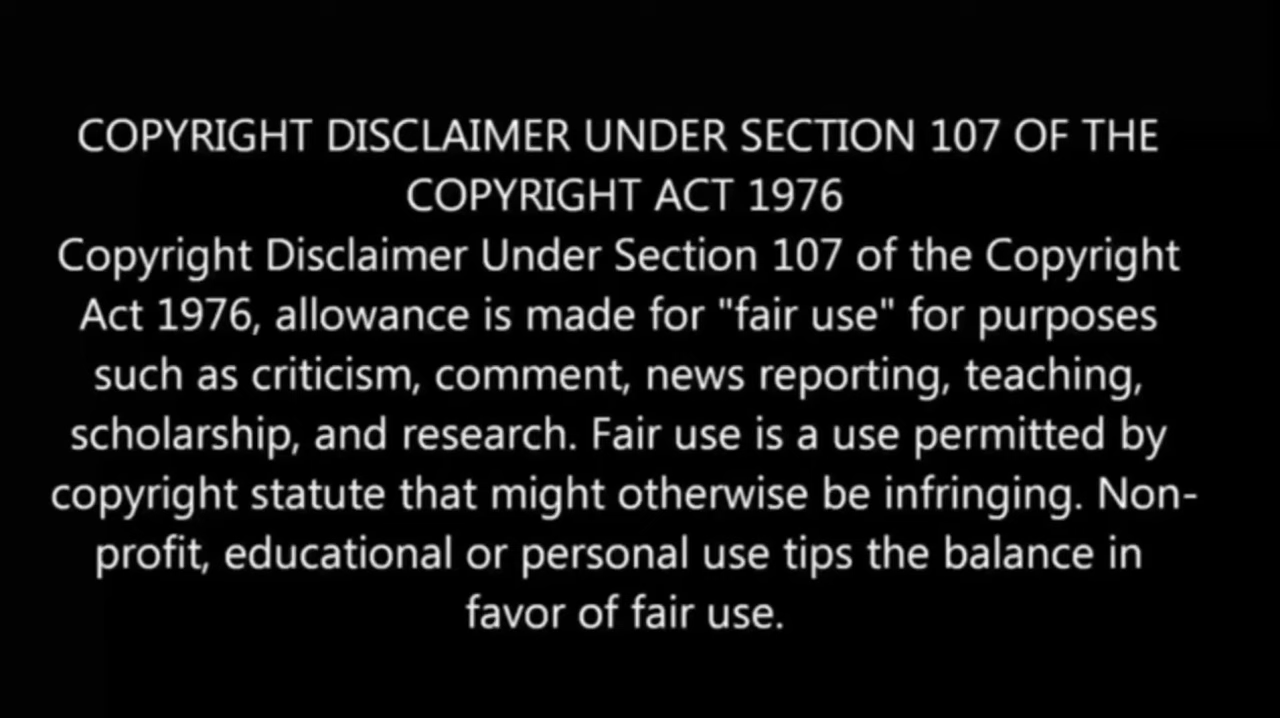 COPYRIGHT DISCLAIMER UNDER SECTION 107 OF THE
COPYRIGHT ACT 1976
Copyright Disclaimer Under Section 107 of the Copyright
Act 1976, allowance is made for "fair use" for purposes
such as criticism, comment, news reporting, teaching,
scholarship, and research. Fair use is a use permitted by
copyright statute that might otherwise be infringing. Non-
profit, educational or personal use tips the balance in
favor of fair use.